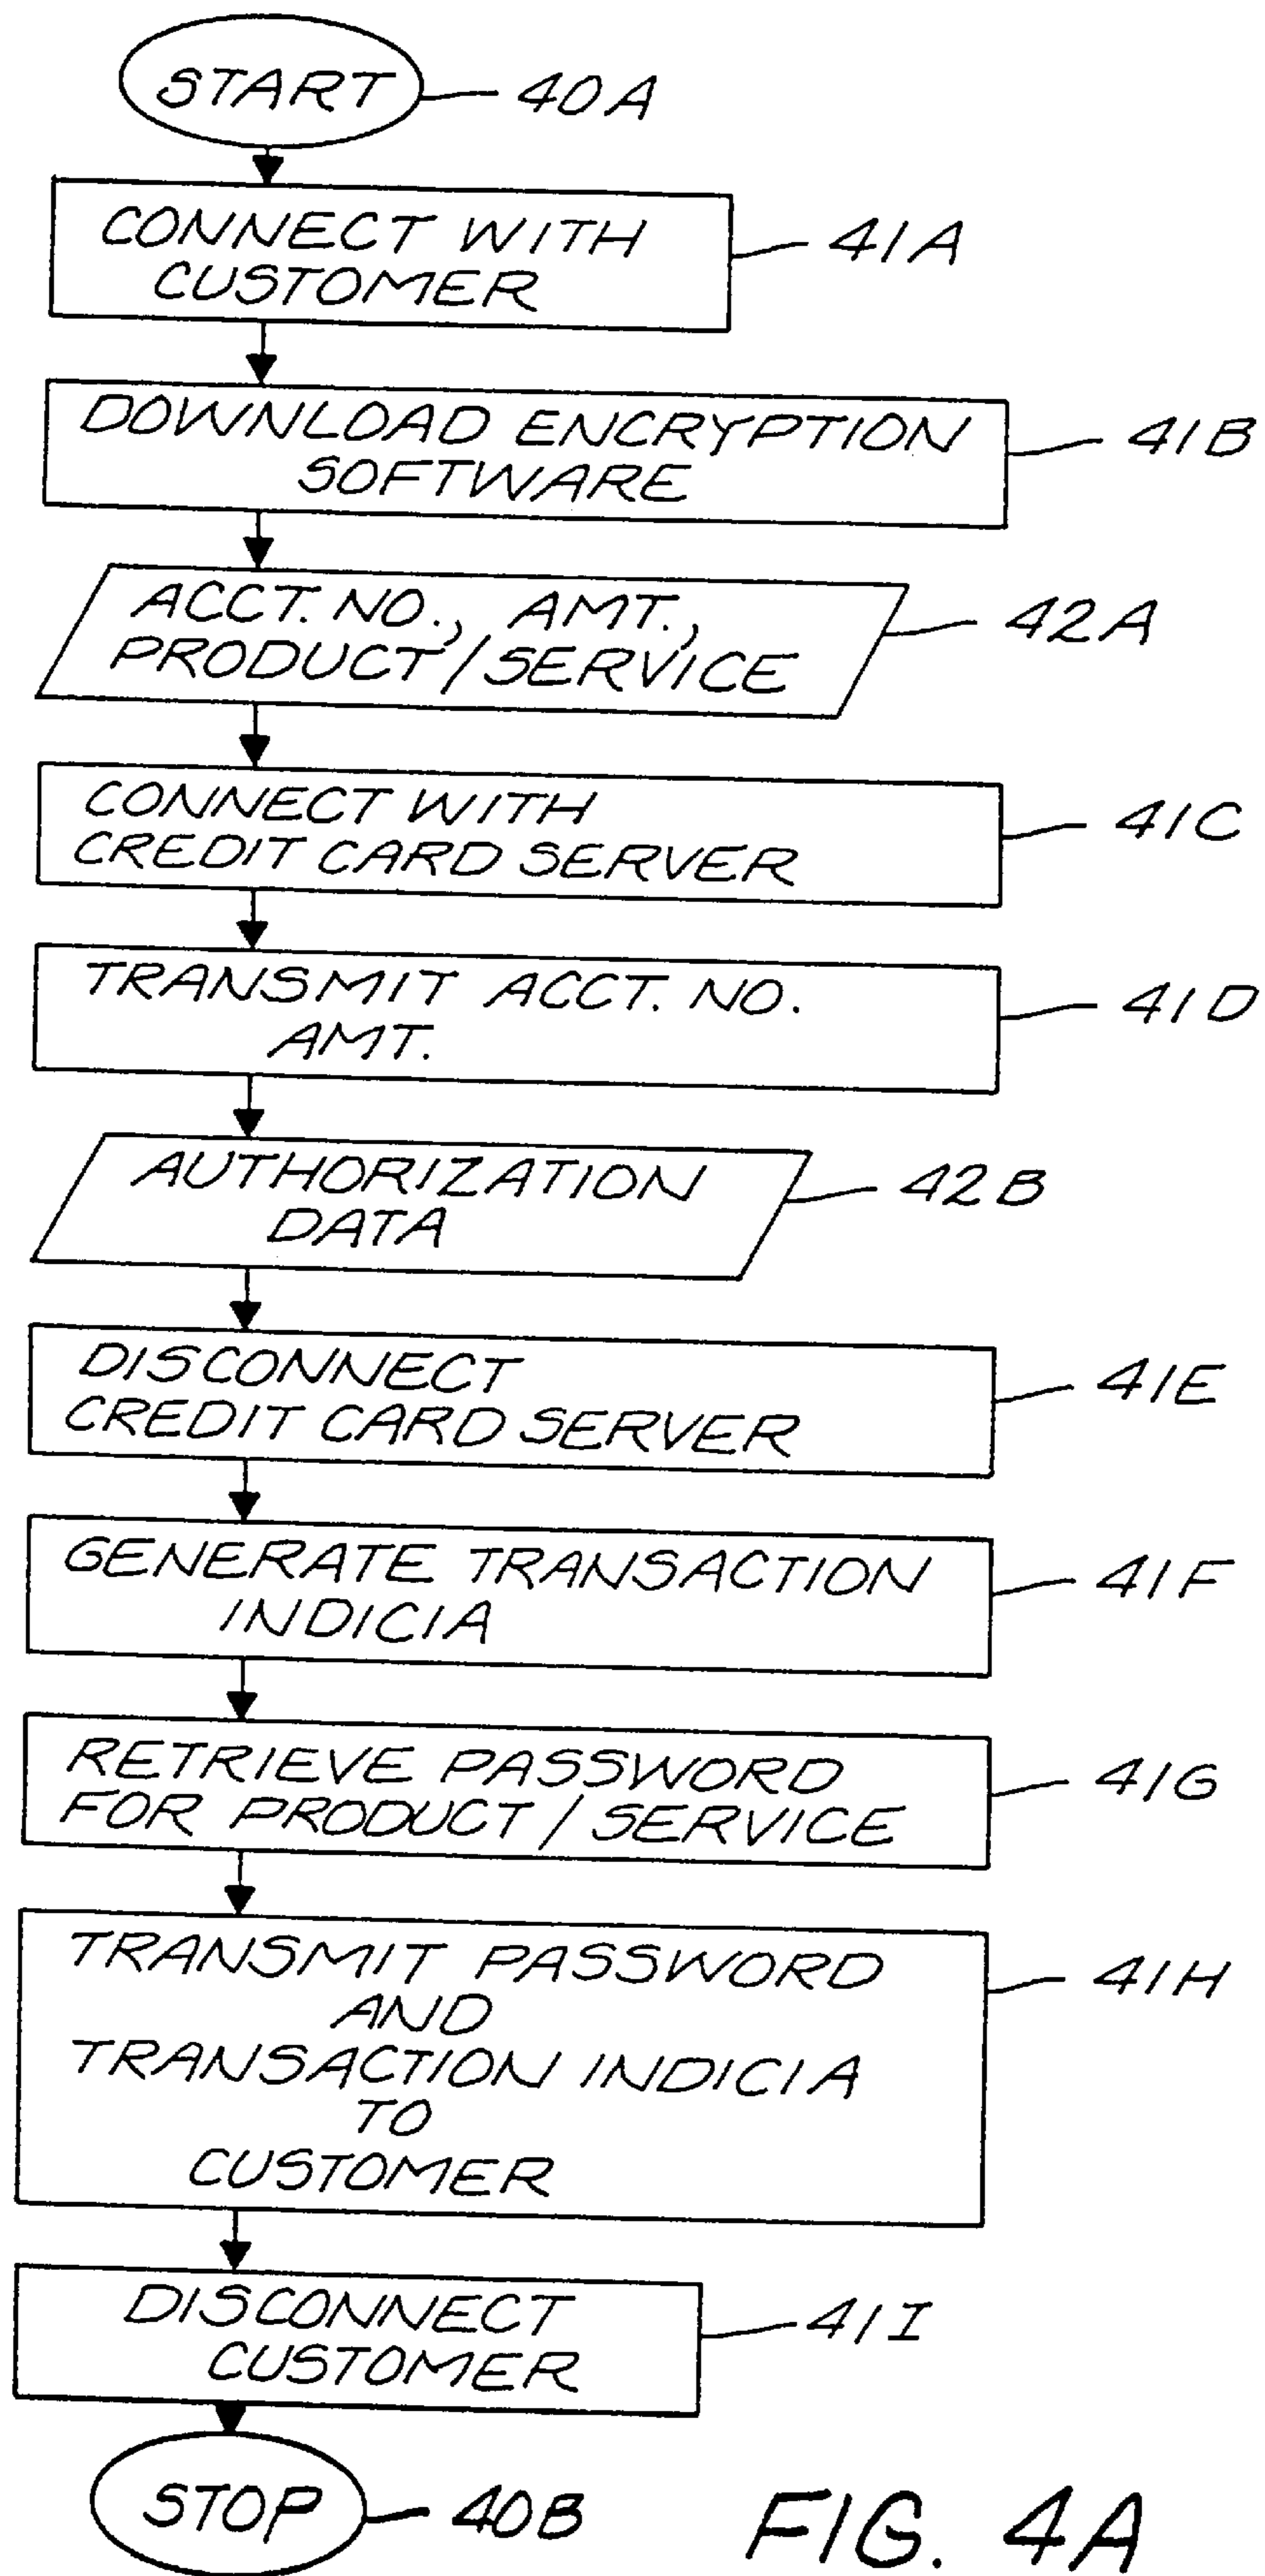 START 40A
CONNECT WITH
CUSTOMER
41A
DOWNLOAD ENCRYPTION
SOFTWARE
41B
ACCT. NO., AMT.,
PRODUCT / SERVICE
42A
CONNECT WITH
CREDIT CARD SERVER
41C
TRANSMIT ACCT. NO.
AMT.
41D
AUTHORIZATION
DATA
42B
DISCONNECT
CREDIT CARD SERVER
41E
GENERATE TRANSACTION
INDICIA
41F
RETRIEVE PASSWORD
FOR PRODUCT / SERVICE
41G
TRANSMIT PASSWORD
AND
TRANSACTION INDICIA
TO
CUSTOMER
41H
DISCONNECT
CUSTOMER
41I
STOP 40B
FIG. 4A